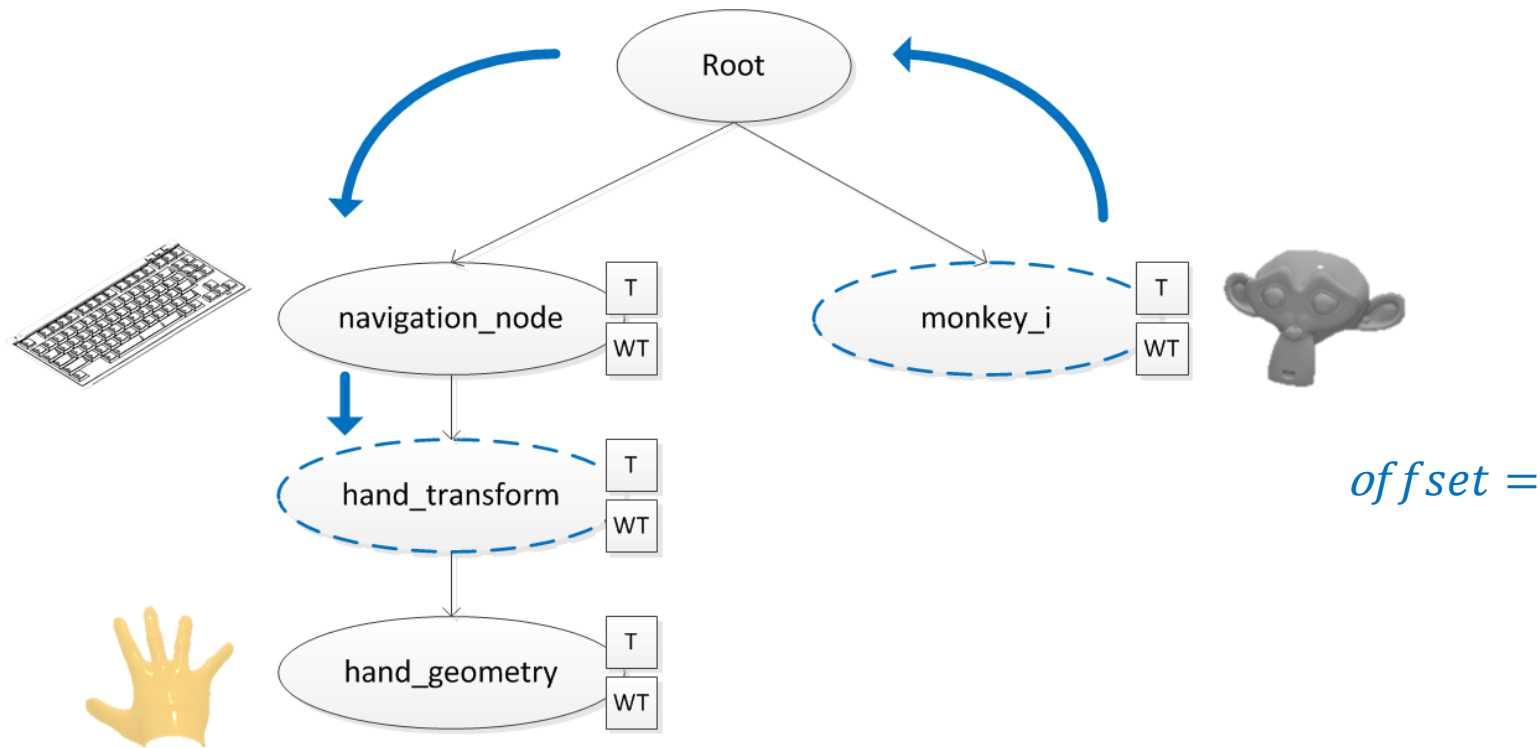 Root
navigation_node
T
WT
monkey_i
T
WT
hand_transform
T
WT
offset =
hand_geometry
T
WT